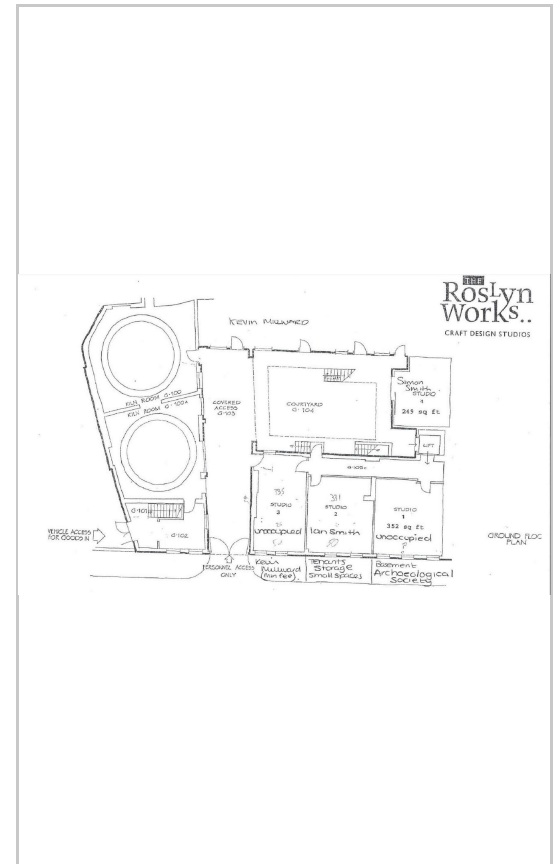 THE
RosLyn
Works..
CRAFT DESIGN STUDIOS
KEVIN MILLWARD
KILN ROOM G-100
KILN ROOM G-100A
COVERED
ACCESS
G-103
COURTYARD
G-104
Simon
Smith
STUDIO
4
245 sq ft
LIFT
G-101
G-102
VEHICLE ACCESS
FOR GOODS IN
STUDIO
3
unoccupied
STUDIO
2
Ian Smith
STUDIO
1
352 sq ft
unoccupied
GROUND FLOO
PLAN
PERSONNEL ACCESS
ONLY
Kevin
Millward
Tenants
Storage
Small Spaces
Basement
Archaeological
Society